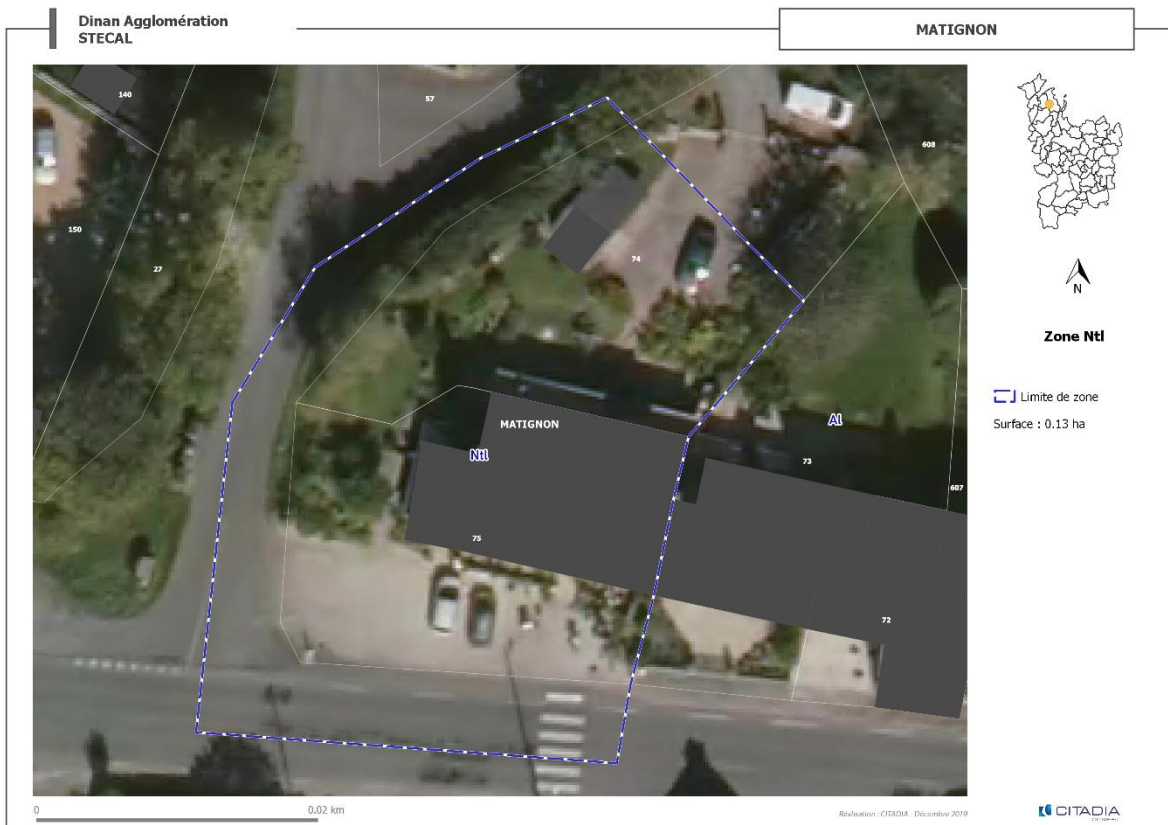 Dinan Agglomération
STECAL
MATIGNON
140
57
608
150
27
74
N
Zone Ntl
Limite de zone
Surface : 0.13 ha
MATIGNON
Al
Ntl
73
607
75
72
0
0.02 km
Réalisation : CITADIA Décembre 2019
CITADIA